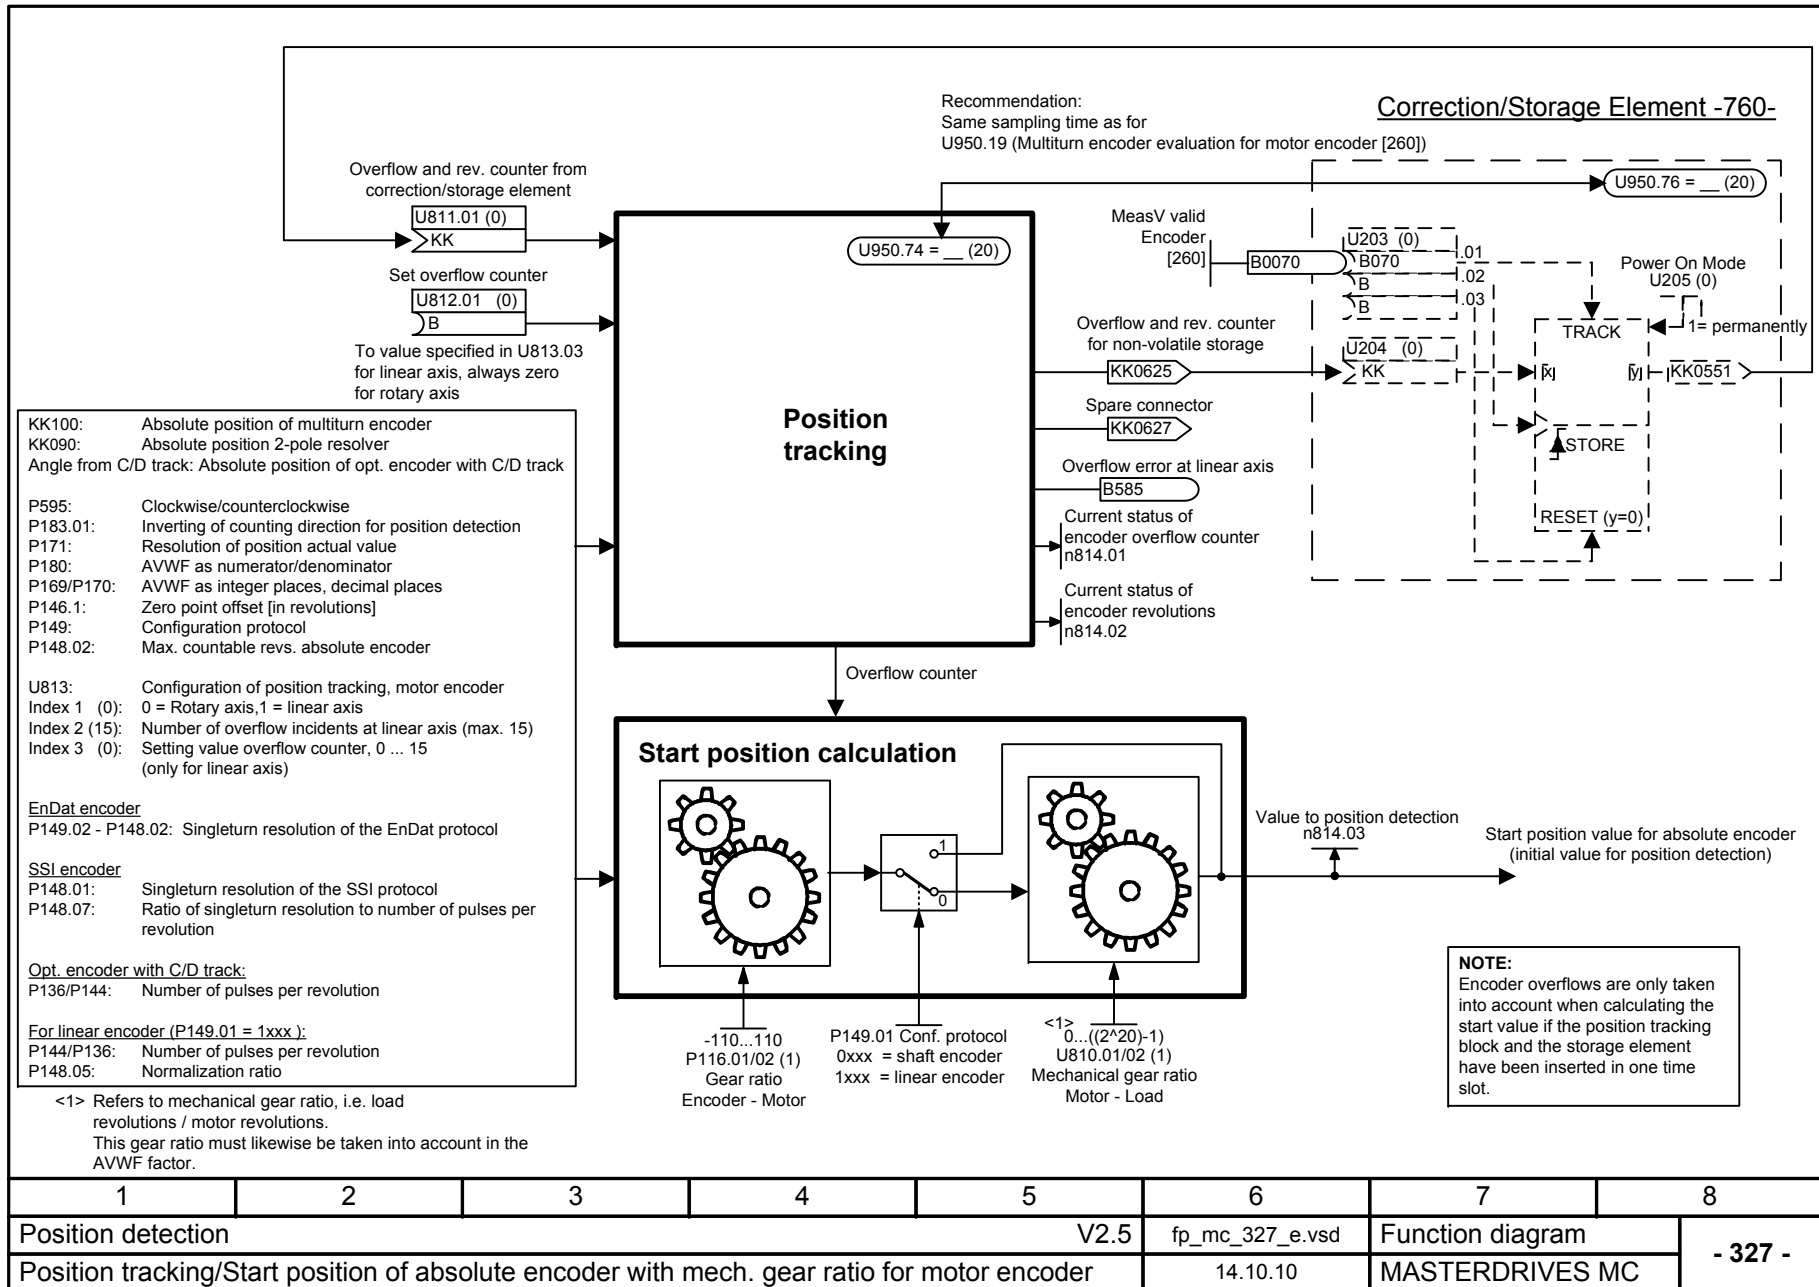 Recommendation:
Same sampling time as for
U950.19 (Multiturn encoder evaluation for motor encoder [260])
Correction/Storage Element -760-
Overflow and rev. counter from
correction/storage element
U811.01 (0)
KK
Set overflow counter
U812.01 (0)
B
To value specified in U813.03
for linear axis, always zero
for rotary axis
U950.74 = __ (20)
U950.76 = __ (20)
Position
tracking
MeasV valid
Encoder
[260]
B0070
U203 (0)
B070
.01
B
.02
B
.03
Power On Mode
U205 (0)
1= permanently
TRACK
Overflow and rev. counter
for non-volatile storage
KK0625
U204 (0)
KK
x
y
KK0551
STORE
RESET (y=0)
Spare connector
KK0627
Overflow error at linear axis
B585
Current status of
encoder overflow counter
n814.01
Current status of
encoder revolutions
n814.02
KK100: Absolute position of multiturn encoder
KK090: Absolute position 2-pole resolver
Angle from C/D track: Absolute position of opt. encoder with C/D track
P595: Clockwise/counterclockwise
P183.01: Inverting of counting direction for position detection
P171: Resolution of position actual value
P180: AVWF as numerator/denominator
P169/P170: AVWF as integer places, decimal places
P146.1: Zero point offset [in revolutions]
P149: Configuration protocol
P148.02: Max. countable revs. absolute encoder
U813: Configuration of position tracking, motor encoder
Index 1 (0): 0 = Rotary axis,1 = linear axis
Index 2 (15): Number of overflow incidents at linear axis (max. 15)
Index 3 (0): Setting value overflow counter, 0 ... 15
(only for linear axis)
EnDat encoder
P149.02 - P148.02: Singleturn resolution of the EnDat protocol
SSI encoder
P148.01: Singleturn resolution of the SSI protocol
P148.07: Ratio of singleturn resolution to number of pulses per
revolution
Opt. encoder with C/D track:
P136/P144: Number of pulses per revolution
For linear encoder (P149.01 = 1xxx ):
P144/P136: Number of pulses per revolution
P148.05: Normalization ratio
<1> Refers to mechanical gear ratio, i.e. load
revolutions / motor revolutions.
This gear ratio must likewise be taken into account in the
AVWF factor.
Overflow counter
Start position calculation
1
0
-110...110
P116.01/02 (1)
Gear ratio
Encoder - Motor
P149.01 Conf. protocol
0xxx = shaft encoder
1xxx = linear encoder
<1>
0...((2^20)-1)
U810.01/02 (1)
Mechanical gear ratio
Motor - Load
Value to position detection
n814.03
Start position value for absolute encoder
(initial value for position detection)
NOTE:
Encoder overflows are only taken
into account when calculating the
start value if the position tracking
block and the storage element
have been inserted in one time
slot.
1 2 3 4 5 6 7 8
Position detection V2.5 fp_mc_327_e.vsd Function diagram
- 327 -
Position tracking/Start position of absolute encoder with mech. gear ratio for motor encoder 14.10.10 MASTERDRIVES MC